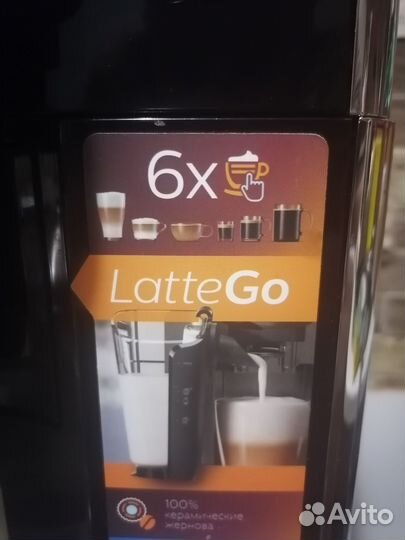 6x
LatteGo
100%
керамические
жернова
Avito